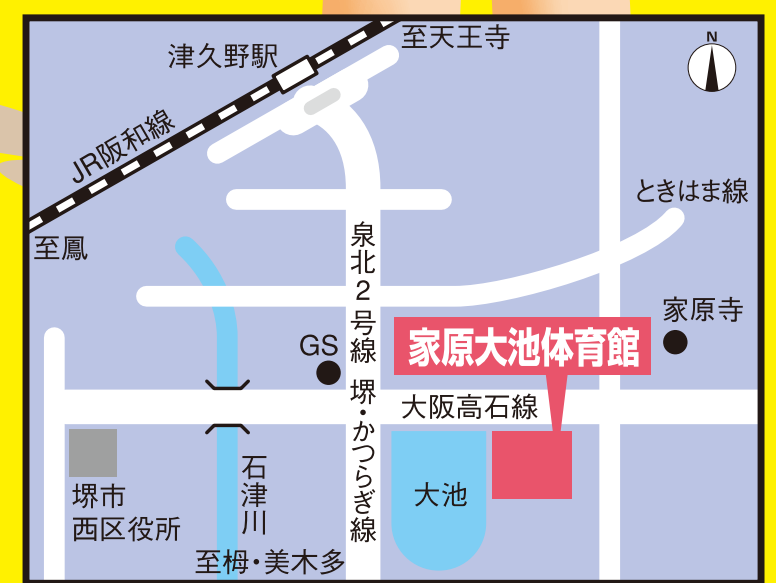 至天王寺
N
津久野駅
JR阪和線
ときはま線
至鳳
泉北2号線 堺・かつらぎ線
家原寺
GS
家原大池体育館
大阪高石線
石津川
大池
堺市
西区役所
至栂・美木多